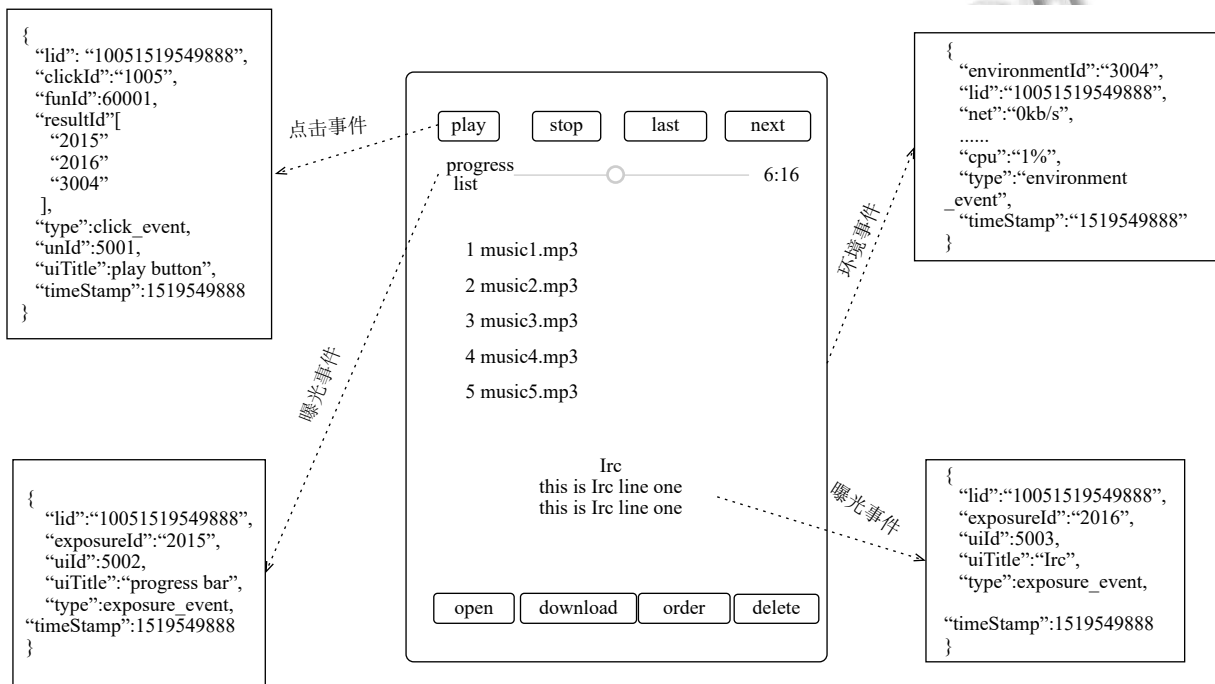 {
“lid”: “10051519549888”,
“clickId”:“1005”,
“funId”:60001,
“resultId”[
“2015”
“2016”
“3004”
],
“type”:click_event,
“unId”:5001,
“uiTitle”:play button”,
“timeStamp”:1519549888
}
点击事件
曝光事件
{
“lid”:“10051519549888”,
“exposureId”:“2015”,
“uiId”:5002,
“uiTitle”:“progress bar”,
“type”:exposure_event,
“timeStamp”:1519549888
}
play stop last next
progress
list
6:16
1 music1.mp3
2 music2.mp3
3 music3.mp3
4 music4.mp3
5 music5.mp3
Irc
this is Irc line one
this is Irc line one
open download order delete
环境事件
{
“environmentId”:“3004”,
“lid”:“10051519549888”,
“net”:“0kb/s”,
......
“cpu”:“1%”,
“type”:“environment
_event”,
“timeStamp”:“1519549888”
}
曝光事件
{
“lid”:“10051519549888”,
“exposureId”:“2016”,
“uiId”:5003,
“uiTitle”:“Irc”,
“type”:exposure_event,
“timeStamp”:1519549888
}